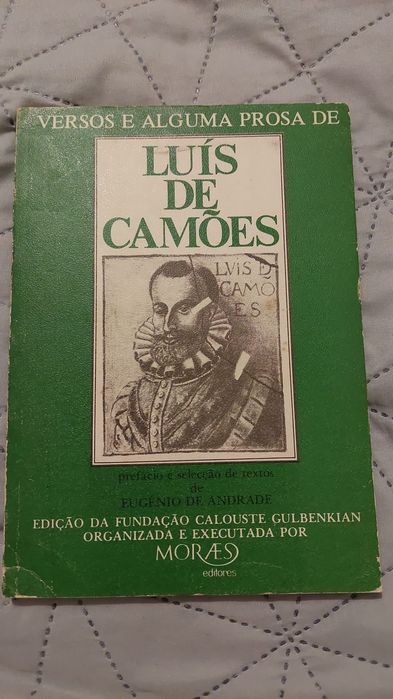 VERSOS E ALGUMA PROSA DE
LUÍS
DE
CAMÕES
LVIS D
CAMO
ES
prefácio e selecção de textos
de
EUGÉNIO DE ANDRADE
EDIÇÃO DA FUNDAÇÃO CALOUSTE GULBENKIAN
ORGANIZADA E EXECUTADA POR
MORÆS
editores